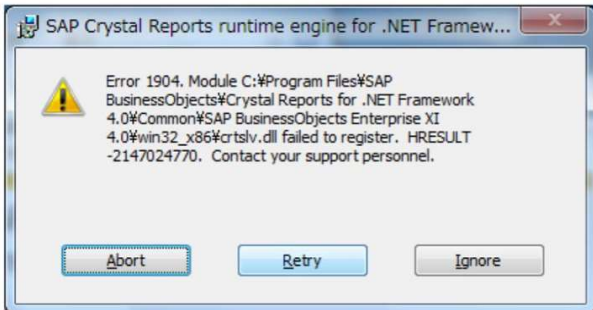 SAP Crystal Reports runtime engine for .NET Framew...
Error 1904. Module C:¥Program Files¥SAP
BusinessObjects¥Crystal Reports for .NET Framework
4.0¥Common¥SAP BusinessObjects Enterprise XI
4.0¥win32_x86¥crtslv.dll failed to register. HRESULT
-2147024770. Contact your support personnel.
Abort Retry Ignore